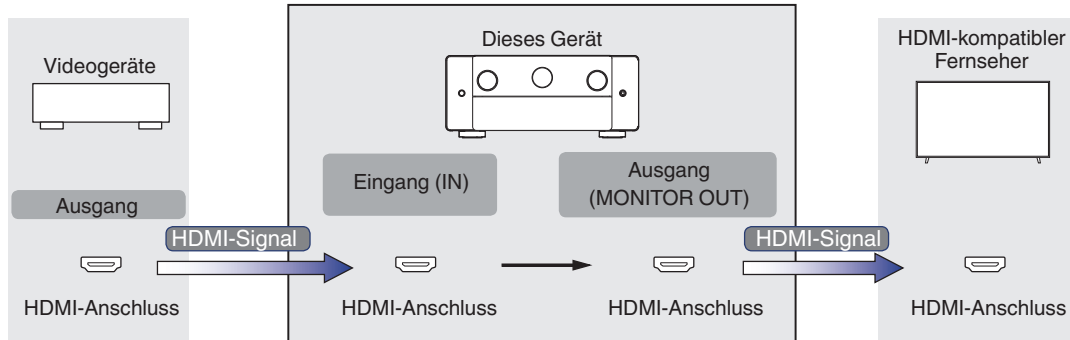 Videogeräte
Ausgang
HDMI-Signal
HDMI-Anschluss
Dieses Gerät
Eingang (IN)
HDMI-Anschluss
Ausgang
(MONITOR OUT)
HDMI-Anschluss
HDMI-Signal
HDMI-kompatibler
Fernseher
HDMI-Anschluss